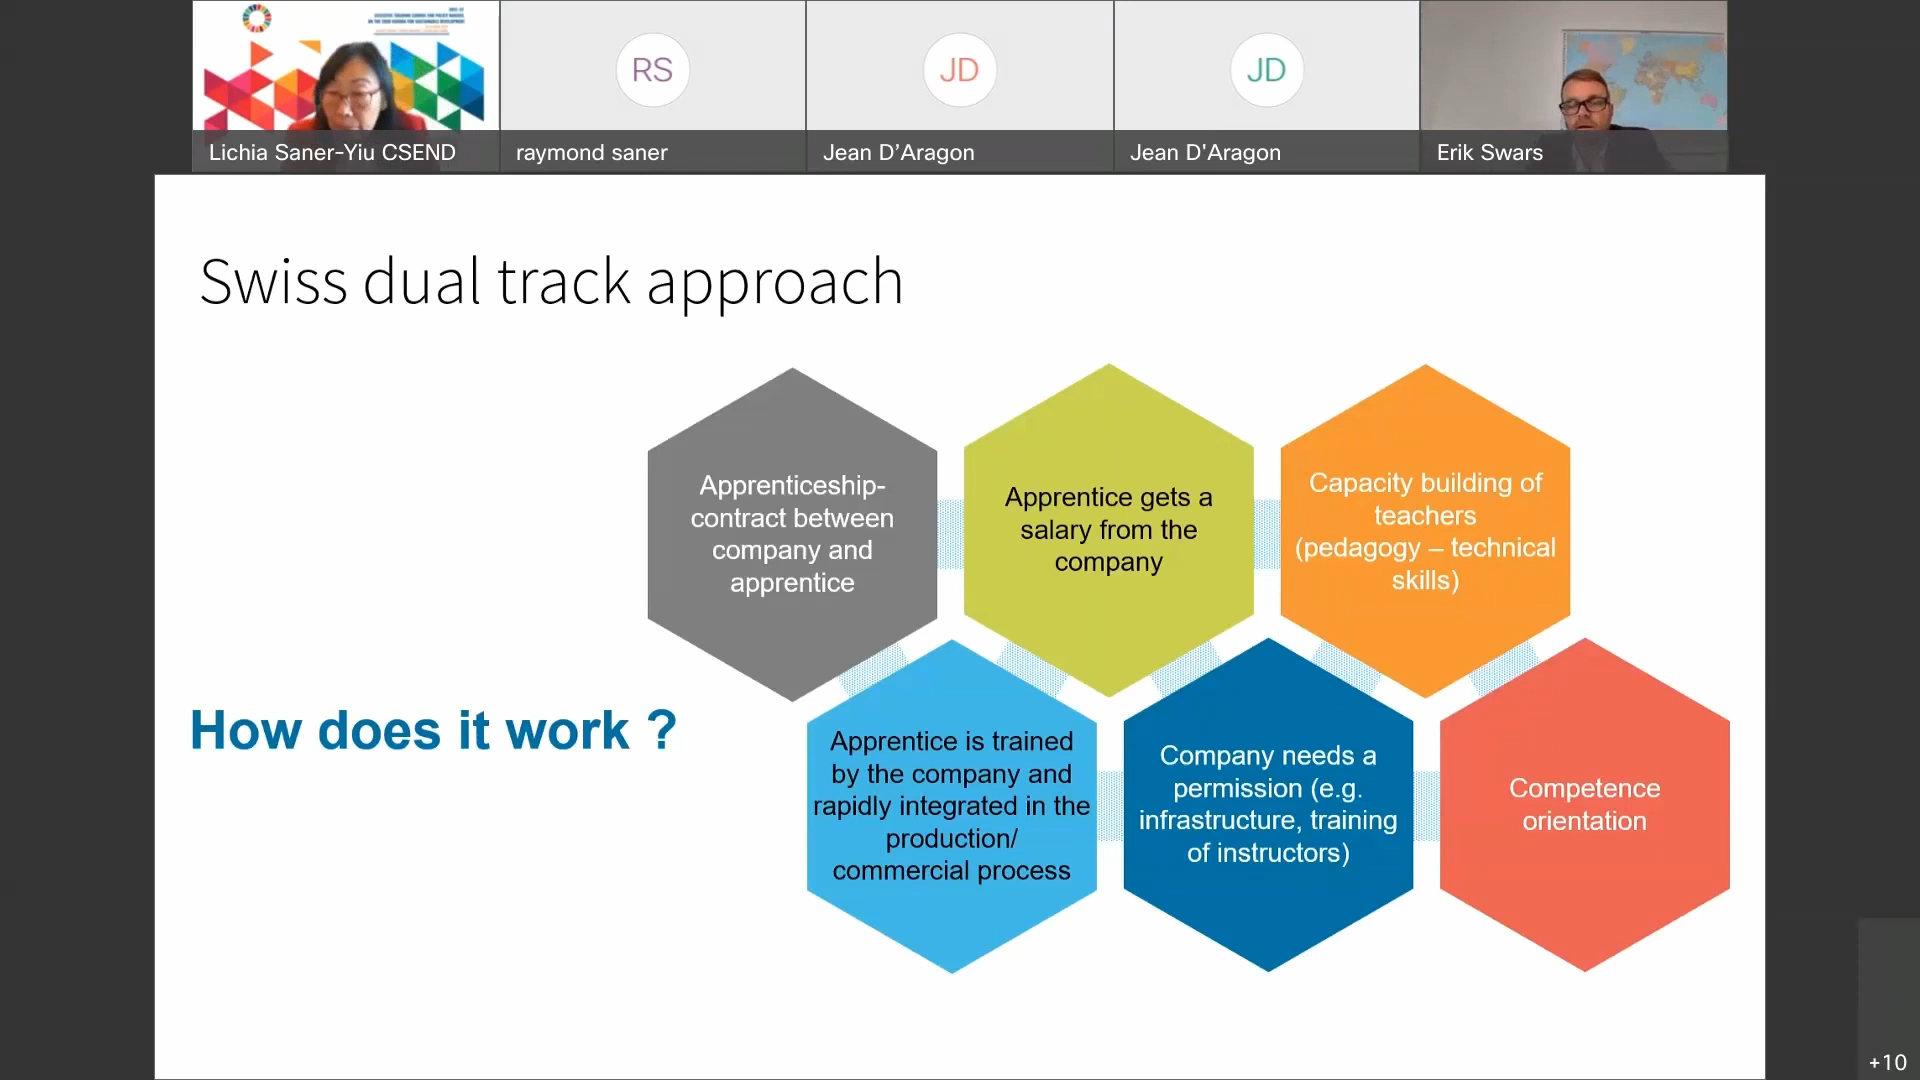 RS
JD
JD
Lichia Saner-Yiu CSEND
raymond saner
Jean D’Aragon
Jean D'Aragon
Erik Swars
Swiss dual track approach
How does it work ?
Apprenticeship-
contract between
company and
apprentice
Apprentice gets a
salary from the
company
Capacity building of
teachers
(pedagogy – technical
skills)
Apprentice is trained
by the company and
rapidly integrated in the
production/
commercial process
Company needs a
permission (e.g.
infrastructure, training
of instructors)
Competence
orientation
+10